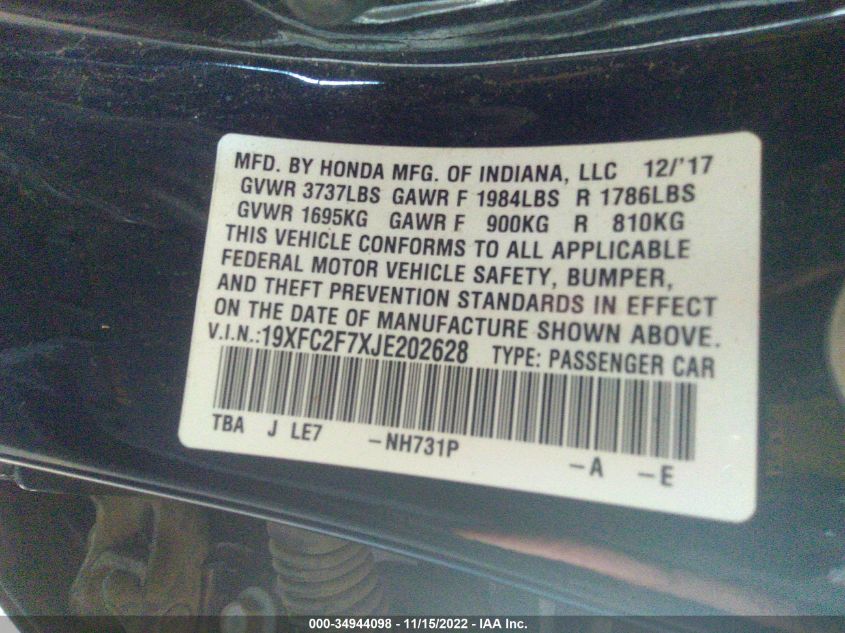 MFD. BY HONDA MFG. OF INDIANA, LLC 12/'17
GVWR 3737LBS GAWR F 1984LBS R 1786LBS
GVWR 1695KG GAWR F 900KG R 810KG
THIS VEHICLE CONFORMS TO ALL APPLICABLE
FEDERAL MOTOR VEHICLE SAFETY, BUMPER,
AND THEFT PREVENTION STANDARDS IN EFFECT
ON THE DATE OF MANUFACTURE SHOWN ABOVE.
V.I.N.:19XFC2F7XJE202628 TYPE: PASSENGER CAR
TBA J LE7 -NH731P -A -E
000-34944098 - 11/15/2022 - IAA Inc.